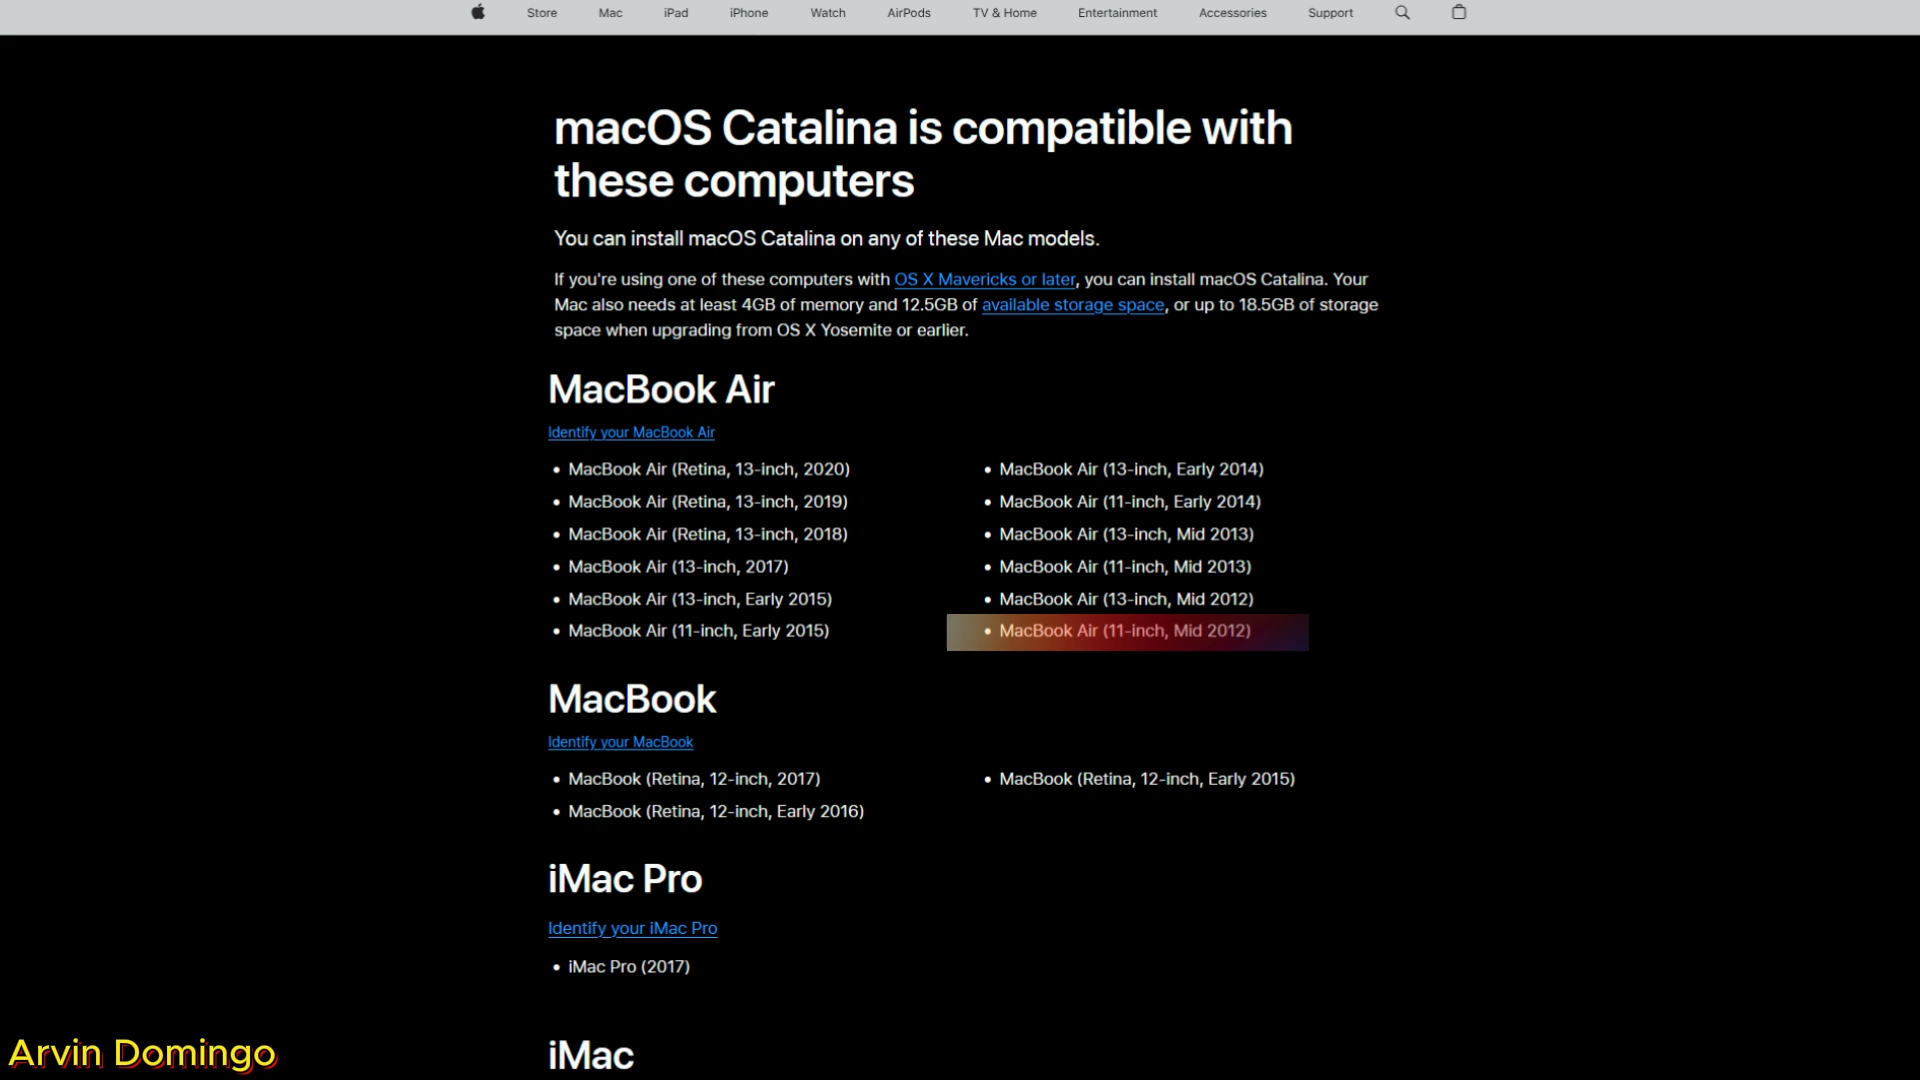 Store Mac iPad iPhone Watch AirPods TV & Home Entertainment Accessories Support
macOS Catalina is compatible with
these computers
You can install macOS Catalina on any of these Mac models.
If you're using one of these computers with OS X Mavericks or later, you can install macOS Catalina. Your
Mac also needs at least 4GB of memory and 12.5GB of available storage space, or up to 18.5GB of storage
space when upgrading from OS X Yosemite or earlier.
MacBook Air
Identify your MacBook Air
• MacBook Air (Retina, 13-inch, 2020)
• MacBook Air (Retina, 13-inch, 2019)
• MacBook Air (Retina, 13-inch, 2018)
• MacBook Air (13-inch, 2017)
• MacBook Air (13-inch, Early 2015)
• MacBook Air (11-inch, Early 2015)
• MacBook Air (13-inch, Early 2014)
• MacBook Air (11-inch, Early 2014)
• MacBook Air (13-inch, Mid 2013)
• MacBook Air (11-inch, Mid 2013)
• MacBook Air (13-inch, Mid 2012)
• MacBook Air (11-inch, Mid 2012)
MacBook
Identify your MacBook
• MacBook (Retina, 12-inch, 2017)
• MacBook (Retina, 12-inch, Early 2016)
• MacBook (Retina, 12-inch, Early 2015)
iMac Pro
Identify your iMac Pro
• iMac Pro (2017)
iMac
Arvin Domingo